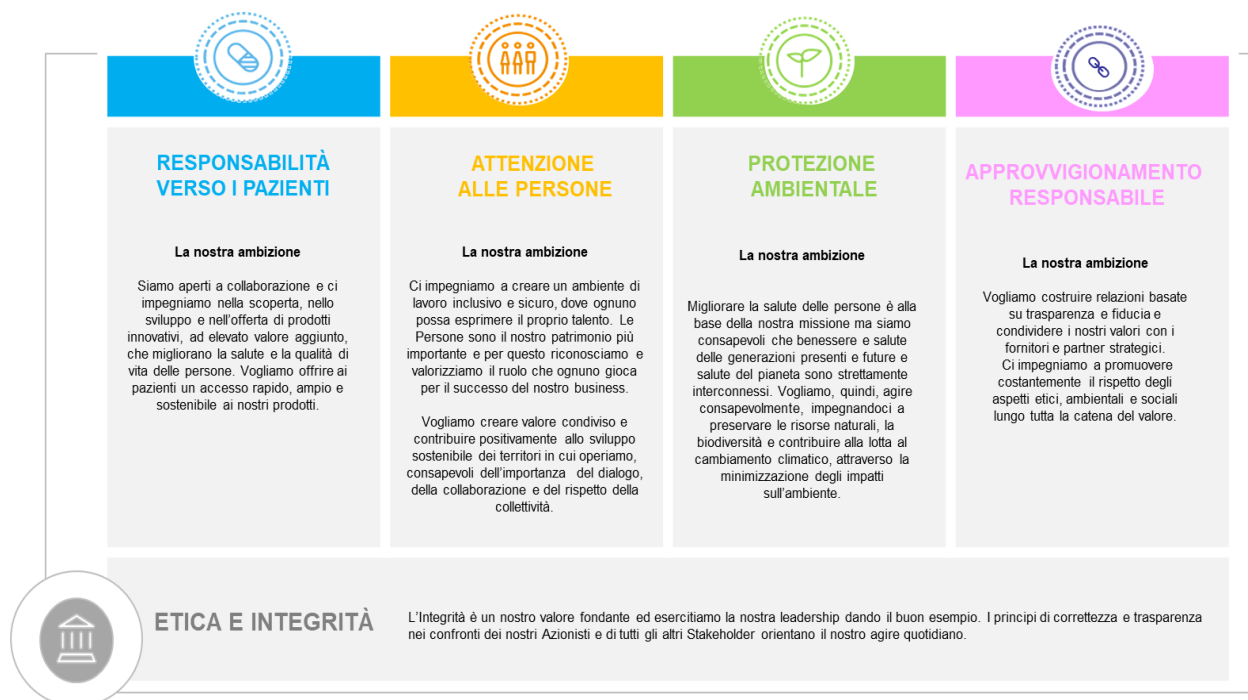 RESPONSABILITÀ
VERSO I PAZIENTI
La nostra ambizione
Siamo aperti a collaborazione e ci
impegniamo nella scoperta, nello
sviluppo e nell’offerta di prodotti
innovativi, ad elevato valore aggiunto,
che migliorano la salute e la qualità di
vita delle persone. Vogliamo offrire ai
pazienti un accesso rapido, ampio e
sostenibile ai nostri prodotti.
ATTENZIONE
ALLE PERSONE
La nostra ambizione
Ci impegniamo a creare un ambiente di
lavoro inclusivo e sicuro, dove ognuno
possa esprimere il proprio talento. Le
Persone sono il nostro patrimonio più
importante e per questo riconosciamo e
valorizziamo il ruolo che ognuno gioca
per il successo del nostro business.
Vogliamo creare valore condiviso e
contribuire positivamente allo sviluppo
sostenibile dei territori in cui operiamo,
consapevoli dell’importanza del dialogo,
della collaborazione e del rispetto della
collettività.
PROTEZIONE
AMBIENTALE
La nostra ambizione
Migliorare la salute delle persone è alla
base della nostra missione ma siamo
consapevoli che benessere e salute
delle generazioni presenti e future e
salute del pianeta sono strettamente
interconnessi. Vogliamo, quindi, agire
consapevolmente, impegnandoci a
preservare le risorse naturali, la
biodiversità e contribuire alla lotta al
cambiamento climatico, attraverso la
minimizzazione degli impatti
sull’ambiente.
APPROVVIGIONAMENTO
RESPONSABILE
La nostra ambizione
Vogliamo costruire relazioni basate
su trasparenza e fiducia e
condividere i nostri valori con i
fornitori e partner strategici.
Ci impegniamo a promuovere
costantemente il rispetto degli
aspetti etici, ambientali e sociali
lungo tutta la catena del valore.
ETICA E INTEGRITÀ
L’Integrità è un nostro valore fondante ed esercitiamo la nostra leadership dando il buon esempio. I principi di correttezza e trasparenza
nei confronti dei nostri Azionisti e di tutti gli altri Stakeholder orientano il nostro agire quotidiano.